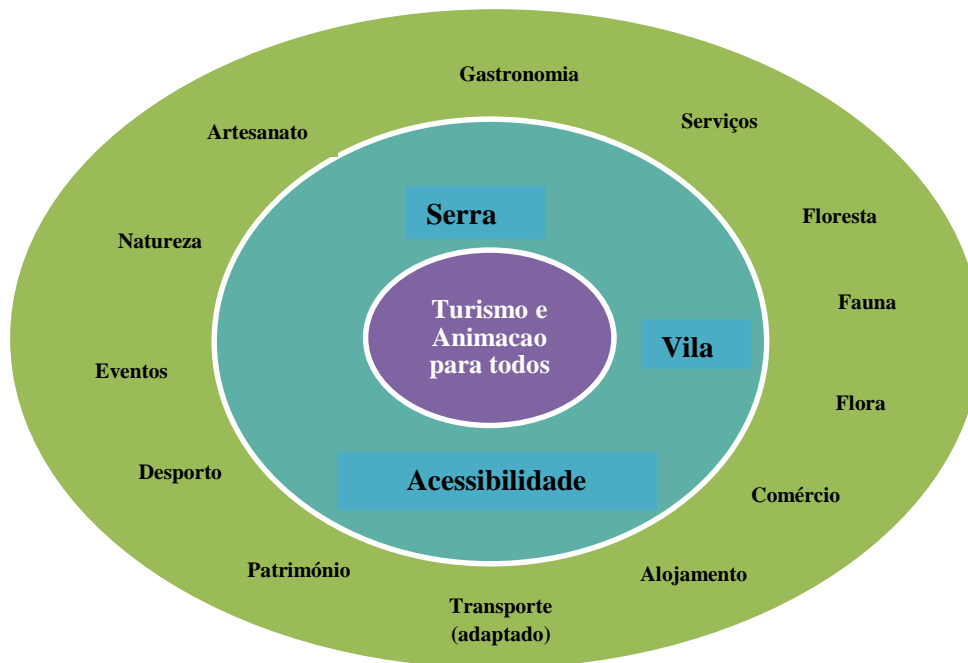 Gastronomia
Serviços
Artesanato
Floresta
Natureza
Fauna
Eventos
Flora
Desporto
Comércio
Património
Alojamento
Transporte
(adaptado)
Serra
Vila
Acessibilidade
Turismo e
Animacao
para todos